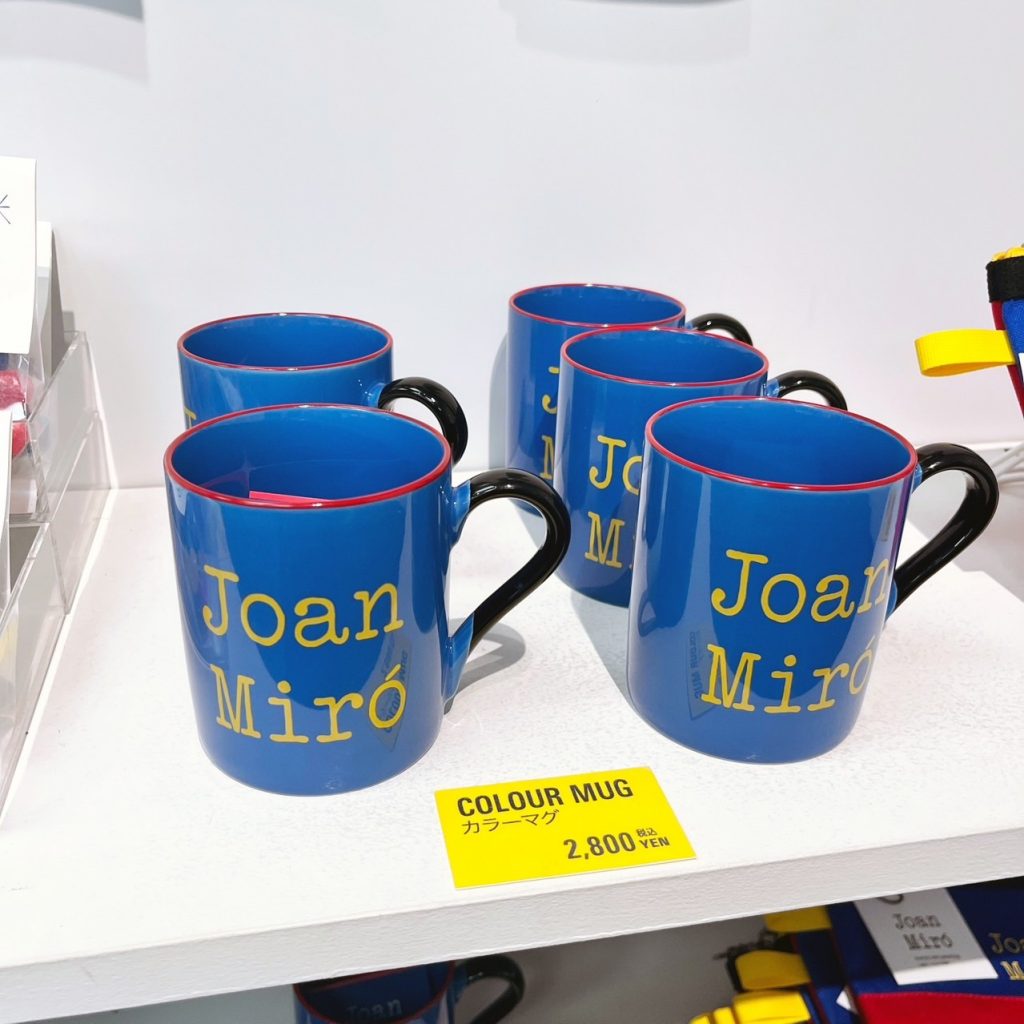 Joan
Miró
Joan
Miró
COLOUR MUG
カラーマグ
2,800 税込 YEN
Joan
Miró
Joan